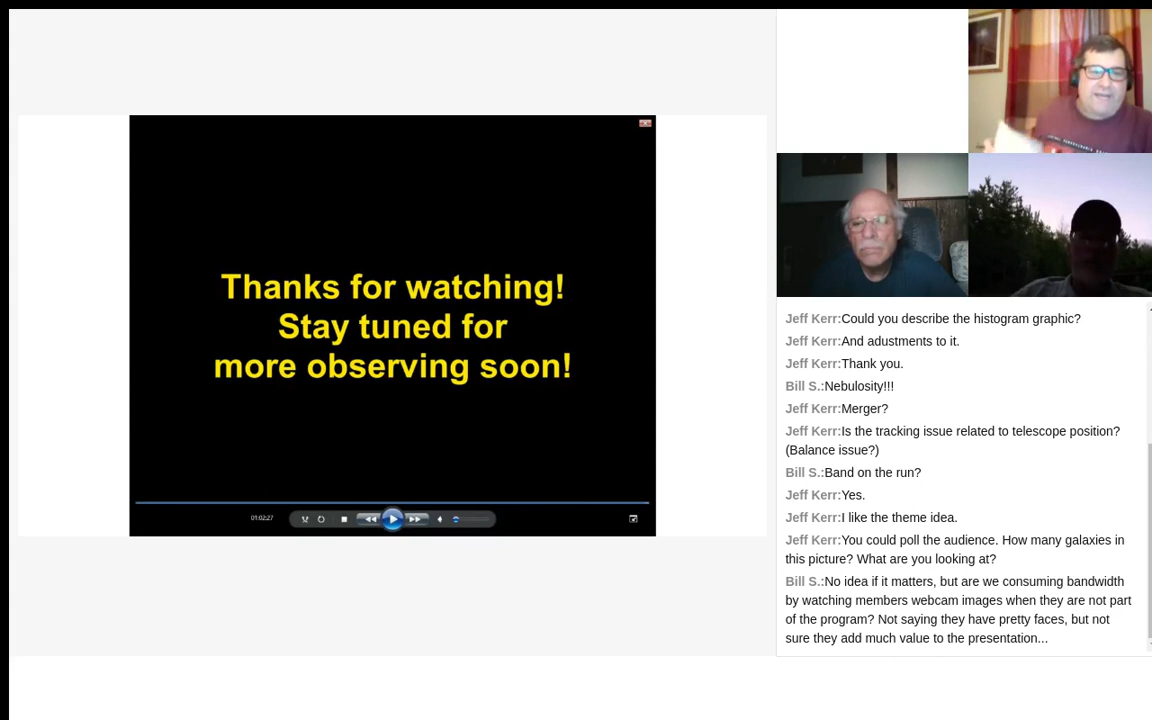 Thanks for watching!
Stay tuned for
more observing soon!
01:02:27
Jeff Kerr:Could you describe the histogram graphic?
Jeff Kerr:And adustments to it.
Jeff Kerr:Thank you.
Bill S.:Nebulosity!!!
Jeff Kerr:Merger?
Jeff Kerr:Is the tracking issue related to telescope position?
(Balance issue?)
Bill S.:Band on the run?
Jeff Kerr:Yes.
Jeff Kerr:I like the theme idea.
Jeff Kerr:You could poll the audience. How many galaxies in
this picture? What are you looking at?
Bill S.:No idea if it matters, but are we consuming bandwidth
by watching members webcam images when they are not part
of the program? Not saying they have pretty faces, but not
sure they add much value to the presentation...